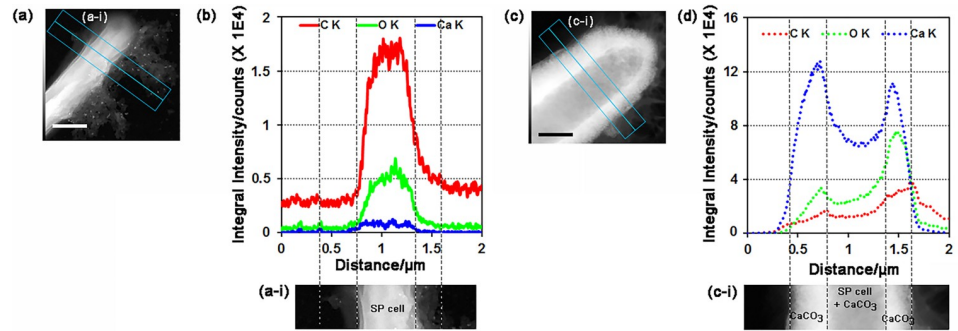 (a)
(a-i)
(b)
Integral Intensity/counts (X 1E4)
2
1.5
1
0.5
0
C K
O K
Ca K
0
0.5
1
1.5
2
Distance/µm
(a-i)
SP cell
(c)
(c-i)
(d)
Integral Intensity/counts (X 1E4)
16
12
8
4
0
C K
O K
Ca K
0
0.5
1
1.5
2
Distance/µm
(c-i)
CaCO₃
SP cell
+ CaCO₃
CaCO₃